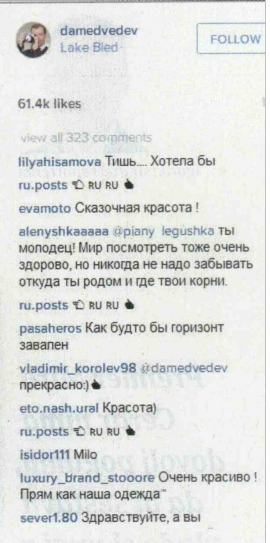 damedvedev
Lake Bled
FOLLOW
61.4k likes
view all 323 comments
lilyahisamova Тишь.... Хотела бы
ru.posts 👍 RU RU 👍
evamoto Сказочная красота !
alenyshkaaaaa @piany_legushka ты
молодец! Мир посмотреть тоже очень
здорово, но никогда не надо забывать
откуда ты родом и где твои корни.
ru.posts 👍 RU RU 👍
pasaheros Как будто бы горизонт
завален
vladimir_korolev98 @damedvedev
прекрасно:) 👍
eto.nash.ural Красота)
ru.posts 👍 RU RU 👍
isidor111 Milo
luxury_brand_stooore Очень красиво !
Прям как наша одежда"
sever1.80 Здравствуйте, а вы